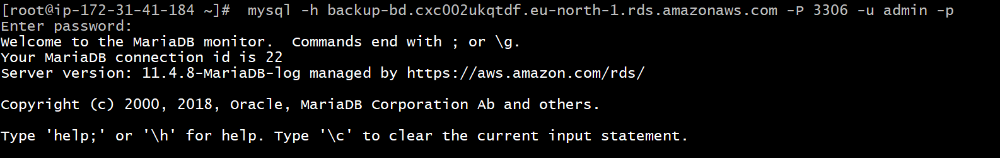 [root@ip-172-31-41-184 ~]#  mysql -h backup-bd.cxc002ukqtdf.eu-north-1.rds.amazonaws.com -P 3306 -u admin -p
Enter password:
Welcome to the MariaDB monitor.  Commands end with ; or \g.
Your MariaDB connection id is 22
Server version: 11.4.8-MariaDB-log managed by https://aws.amazon.com/rds/
Copyright (c) 2000, 2018, Oracle, MariaDB Corporation Ab and others.
Type 'help;' or '\h' for help. Type '\c' to clear the current input statement.